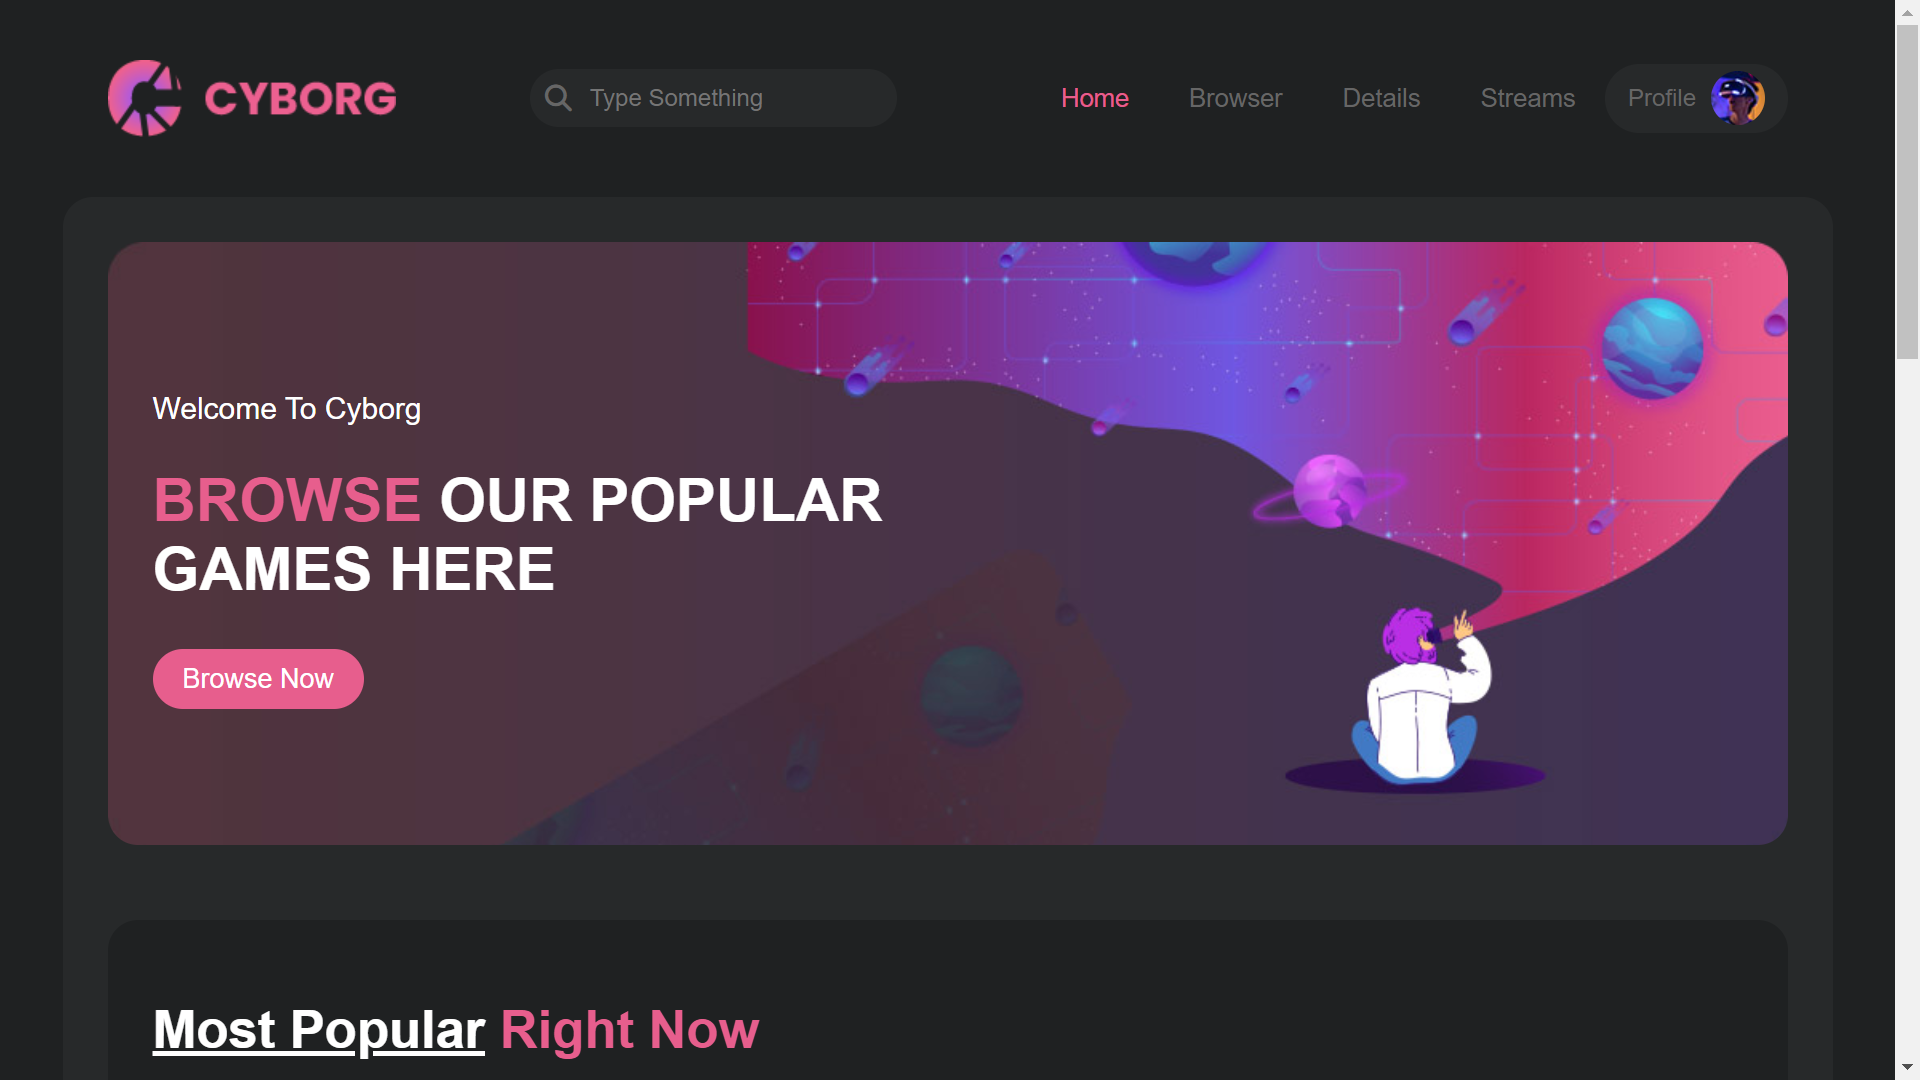 CYBORG
Type Something
Home
Browser
Details
Streams
Profile
Welcome To Cyborg
BROWSE OUR POPULAR
GAMES HERE
Browse Now
Most Popular Right Now